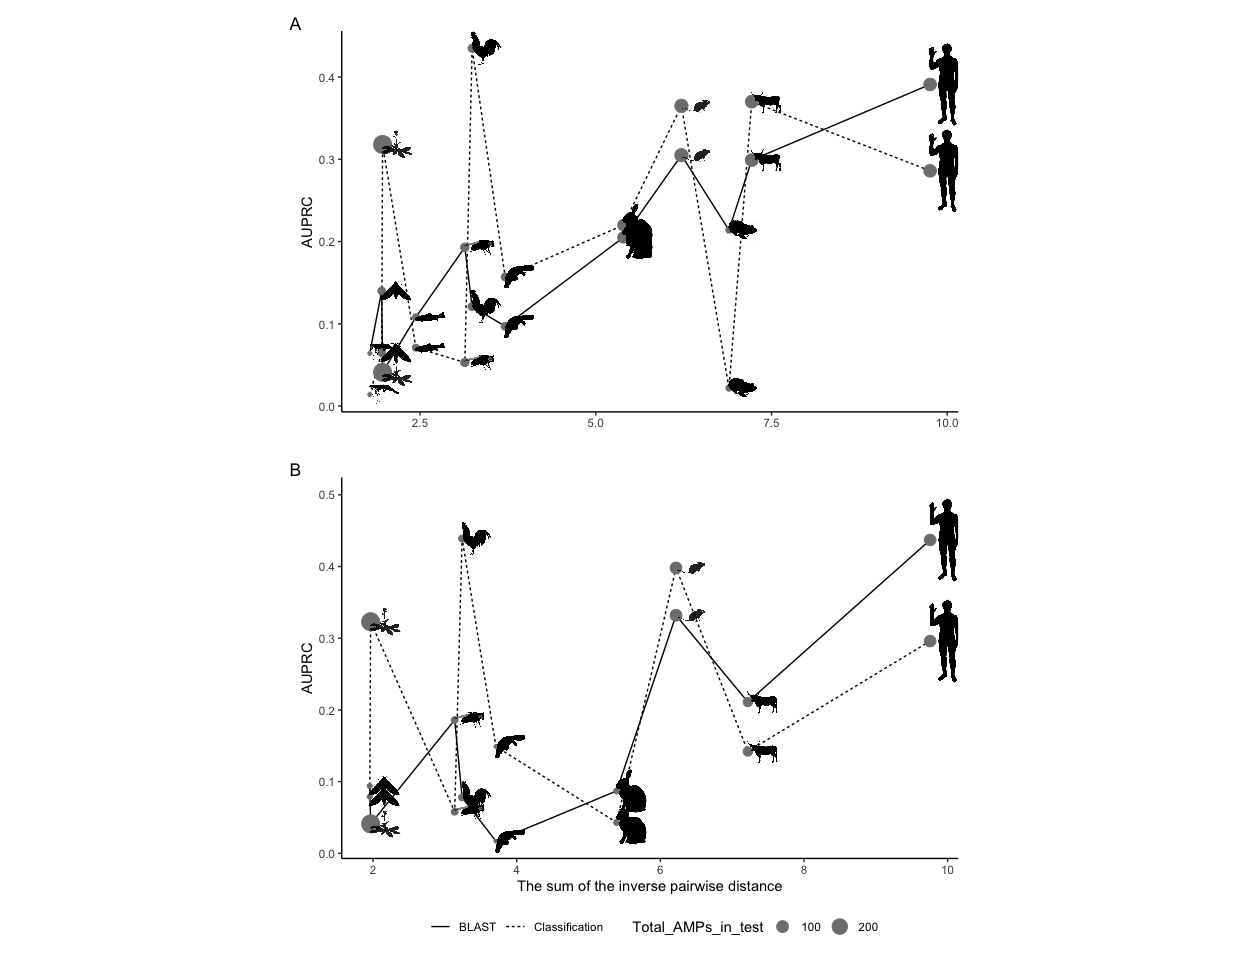 A
0.4
0.3
0.2
0.1
0.0
AUPRC
2.5 5.0 7.5 10.0
B
0.5
0.4
0.3
0.2
0.1
0.0
AUPRC
2 4 6 8 10
The sum of the inverse pairwise distance
BLAST Classification Total_AMPs_in_test 100 200